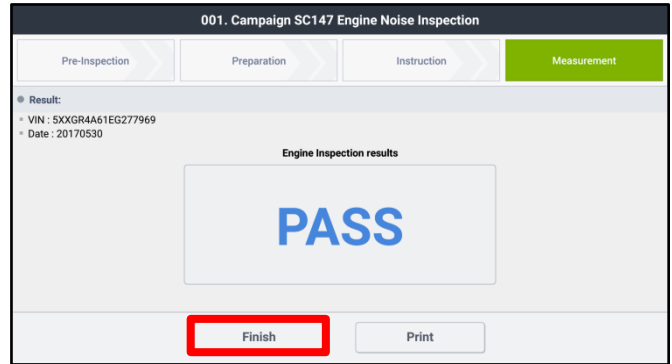 001. Campaign SC147 Engine Noise Inspection
Pre-Inspection
Preparation
Instruction
Measurement
Result:
VIN : 5XXGR4A61EG277969
Date : 20170530
Engine Inspection results
PASS
Finish
Print